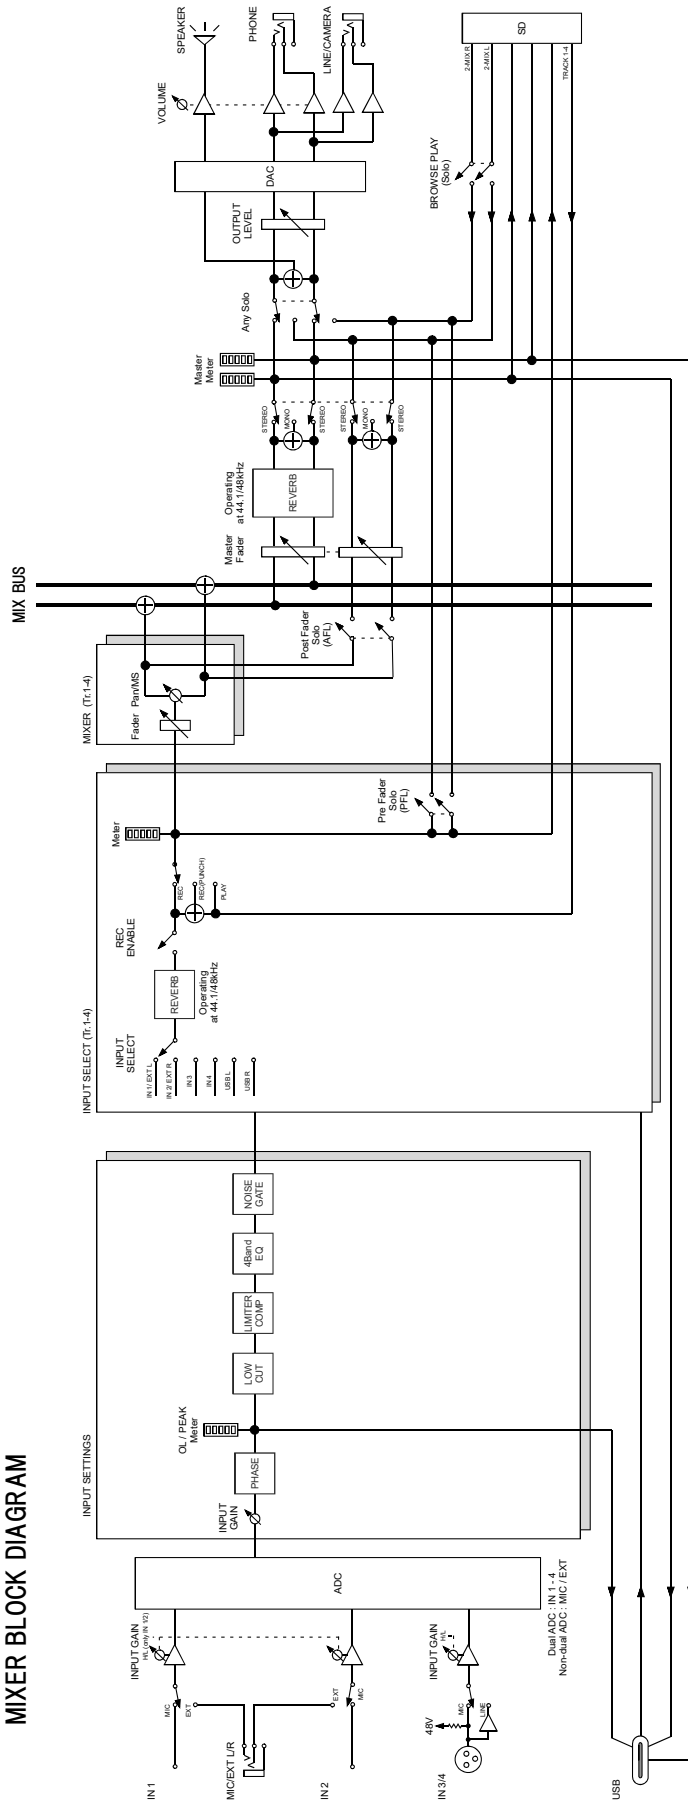 MIXER BLOCK DIAGRAM
IN 1
MIC/EXT L/R
IN 2
IN 3/4
USB
MIC
EXT
EXT
MIC
48V
MIC
LINE
INPUT GAIN
H/L (only IN 1/2)
INPUT GAIN
H/L
ADC
Dual ADC : IN 1 - 4
Non-dual ADC : MIC / EXT
INPUT SETTINGS
INPUT
GAIN
PHASE
OL / PEAK
Meter
LOW
CUT
LIMITER
COMP
4Band
EQ
NOISE
GATE
INPUT SELECT (Tr.1-4)
IN 1/ EXT L
IN 2/ EXT R
IN 3
IN 4
USB L
USB R
INPUT
SELECT
REVERB
Operating
at 44.1/48kHz
REC
ENABLE
REC
REC(PUNCH)
PLAY
Meter
Pre Fader
Solo
(PFL)
MIXER (Tr.1-4)
Fader
Pan/MS
Post Fader
Solo
(AFL)
MIX BUS
Master
Fader
REVERB
Operating
at 44.1/48kHz
STEREO
MONO
STEREO
STEREO
MONO
STEREO
Master
Meter
Any Solo
OUTPUT
LEVEL
DAC
VOLUME
SPEAKER
PHONE
LINE/CAMERA
BROWSE PLAY
(Solo)
2-MIX R
2-MIX L
TRACK 1-4
SD